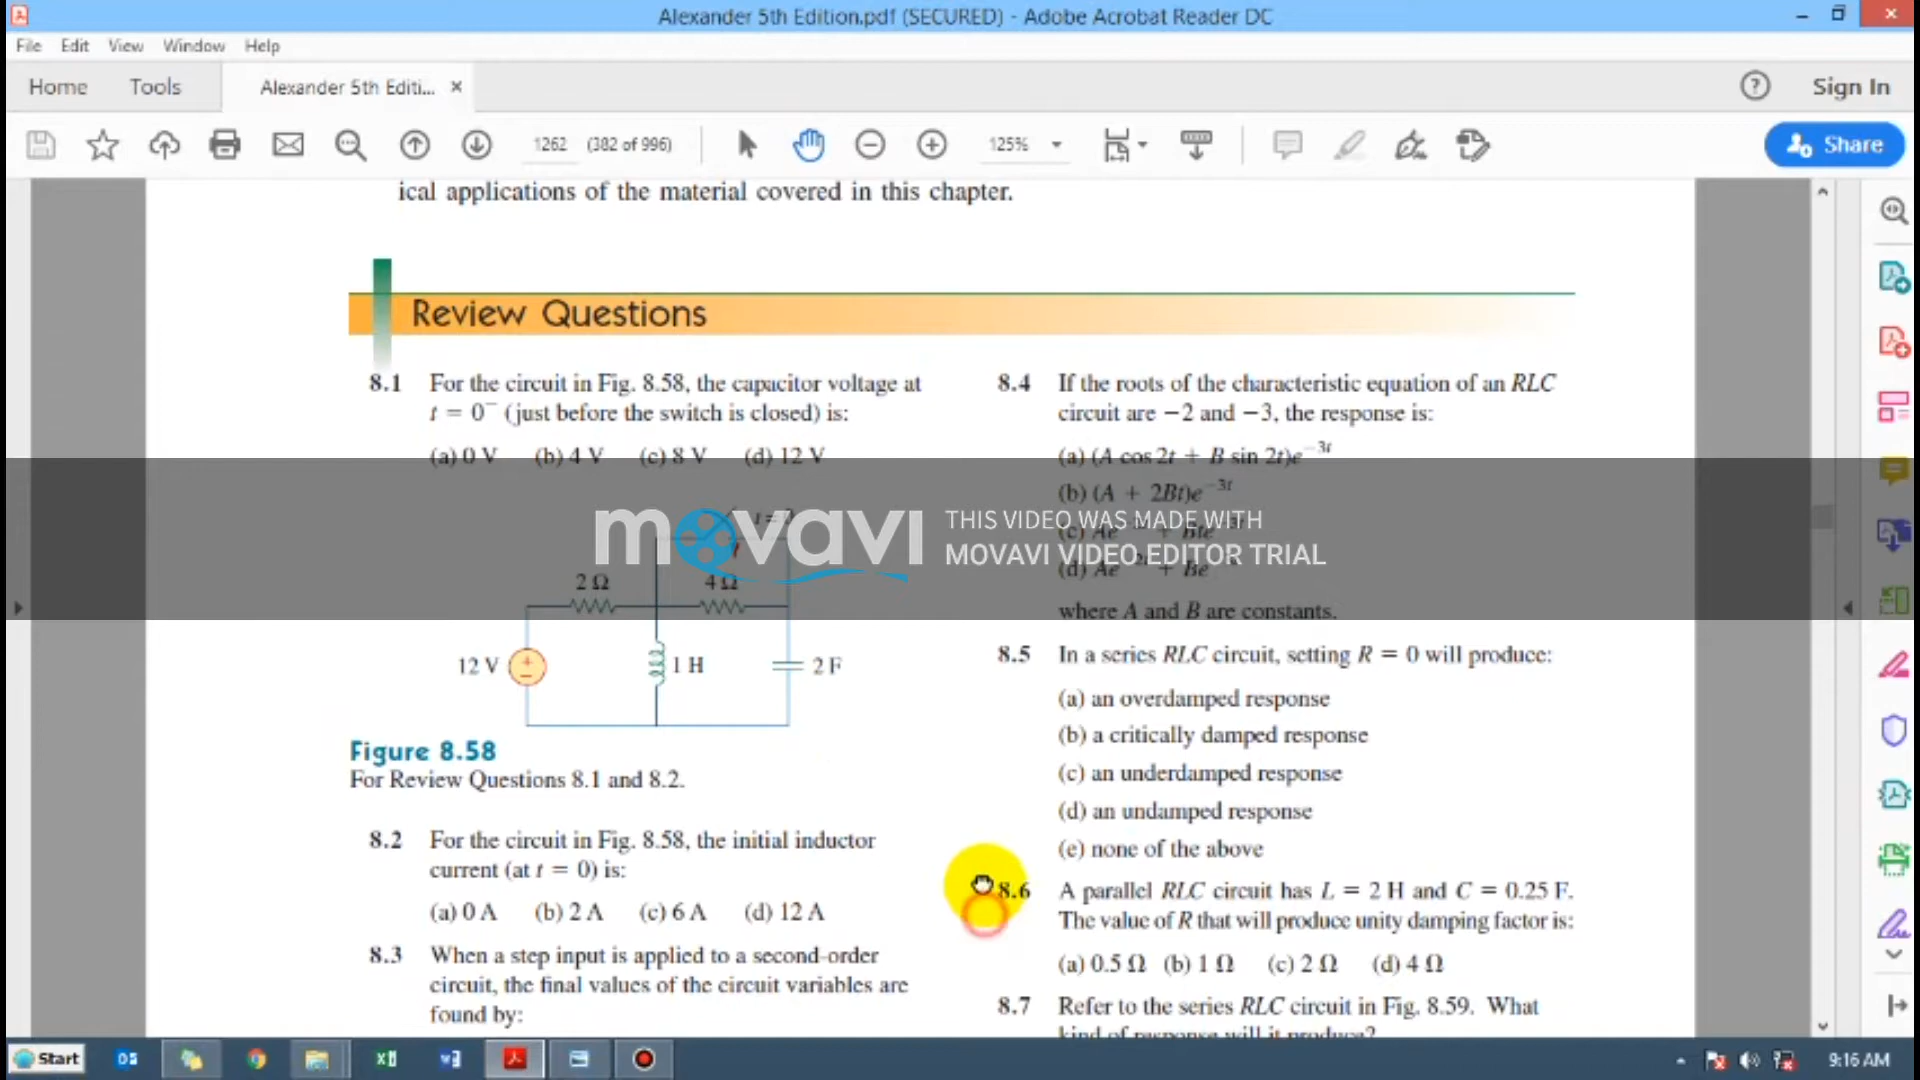 Alexander 5th Edition.pdf (SECURED) - Adobe Acrobat Reader DC
File Edit View Window Help
Home Tools Alexander 5th Editi... × ? Sign In
1262 (382 of 996) 125% Share
ical applications of the material covered in this chapter.
Review Questions
8.1 For the circuit in Fig. 8.58, the capacitor voltage at
t = 0⁻ (just before the switch is closed) is:
(a) 0 V (b) 4 V (c) 8 V (d) 12 V
t = 0
2 Ω 4 Ω
12 V 1 H 2 F
Figure 8.58
For Review Questions 8.1 and 8.2.
8.2 For the circuit in Fig. 8.58, the initial inductor
current (at t = 0) is:
(a) 0 A (b) 2 A (c) 6 A (d) 12 A
8.3 When a step input is applied to a second-order
circuit, the final values of the circuit variables are
found by:
8.4 If the roots of the characteristic equation of an RLC
circuit are −2 and −3, the response is:
(a) (A cos 2t + B sin 2t)e⁻³ᵗ
(b) (A + 2Bt)e⁻³ᵗ
(c) Ae + Bte
(d) Ae + Be
where A and B are constants.
8.5 In a series RLC circuit, setting R = 0 will produce:
(a) an overdamped response
(b) a critically damped response
(c) an underdamped response
(d) an undamped response
(e) none of the above
8.6 A parallel RLC circuit has L = 2 H and C = 0.25 F.
The value of R that will produce unity damping factor is:
(a) 0.5 Ω (b) 1 Ω (c) 2 Ω (d) 4 Ω
8.7 Refer to the series RLC circuit in Fig. 8.59. What
kind of response will it produce?
movavi THIS VIDEO WAS MADE WITH
MOVAVI VIDEO EDITOR TRIAL
Start 9:16 AM